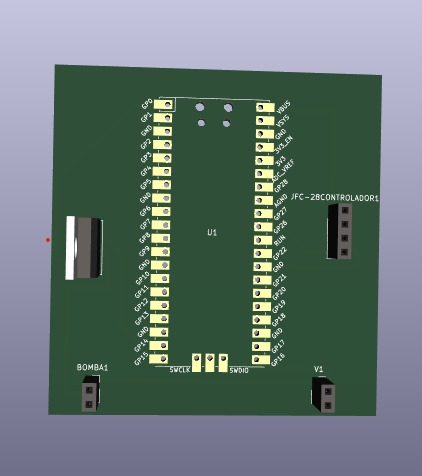 GP0
GP1
GND
GP2
GP3
GP4
GP5
GND
GP6
GP7
GP8
GP9
GND
GP10
GP11
GP12
GP13
GND
GP14
GP15
VBUS
VSYS
GND
3V3_EN
3V3
ADC_VREF
GP28
AGND
GP27
GP26
RUN
GP22
GND
GP21
GP20
GP19
GP18
GND
GP17
GP16
U1
JFC-28CONTROLADOR1
SWCLK
SWDIO
BOMBA1
V1